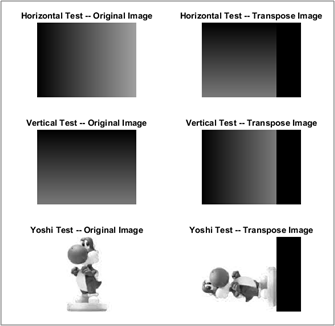 Horizontal Test -- Original Image
Horizontal Test -- Transpose Image
Vertical Test -- Original Image
Vertical Test -- Transpose Image
Yoshi Test -- Original Image
Yoshi Test -- Transpose Image